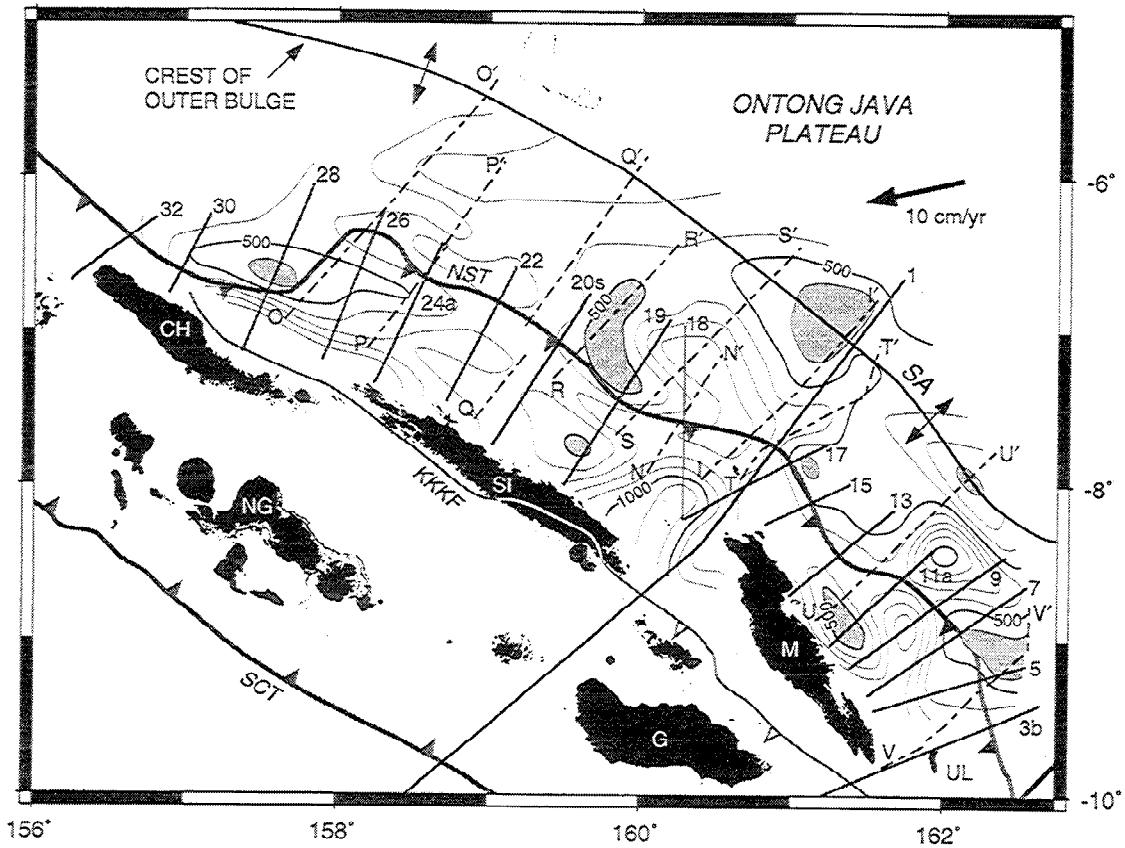 CREST OF
OUTER BULGE
O´
ONTONG JAVA
PLATEAU
P´
Q´
-6°
10 cm/yr
28
32
30
26
R´
S´
500
NST
22
20s
500
500
1
I´
24a
19
18
N´
T´
SA
CH
O
P
R
Q
S
N
I
T
U´
17
-8°
KKKF
SI
1000
15
13
NG
11a
9
7
U
500
500
V´
M
5
SCT
G
3b
V
UL
-10°
156°
158°
160°
162°